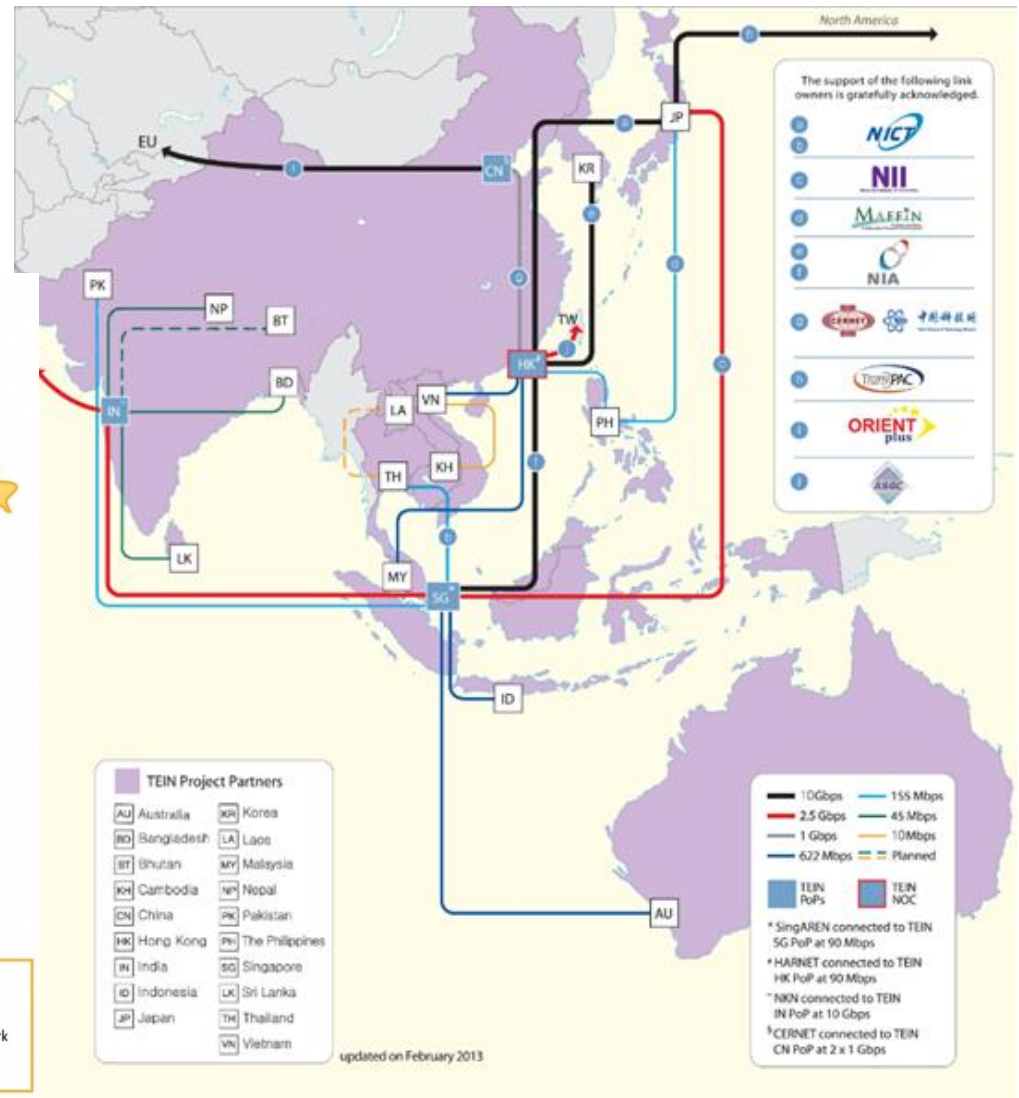 North America
The support of the following link
owners is gratefully acknowledged.
NICT
NII
MAFFIN
NIA
CERNET
TransPAC
ORIENT
plus
ASGC
EU
CN
JP
KR
TW
HK#
PK
NP
BT
BD
IN
LA
VN
PH
KH
TH
LK
MY
SG*
ID
AU
TEIN Project Partners
AU Australia
BD Bangladesh
BT Bhutan
KH Cambodia
CN China
HK Hong Kong
IN India
ID Indonesia
JP Japan
KR Korea
LA Laos
MY Malaysia
NP Nepal
PK Pakistan
PH The Philippines
SG Singapore
LK Sri Lanka
TH Thailand
VN Vietnam
updated on February 2013
10Gbps
2.5 Gbps
1 Gbps
622 Mbps
155 Mbps
45 Mbps
10Mbps
Planned
TEIN
PoPs
TEIN
NOC
* SingAREN connected to TEIN
SG PoP at 90 Mbps
# HARNET connected to TEIN
HK PoP at 90 Mbps
~ NKN connected to TEIN
IN PoP at 10 Gbps
§ CERNET connected to TEIN
CN PoP at 2 x 1 Gbps